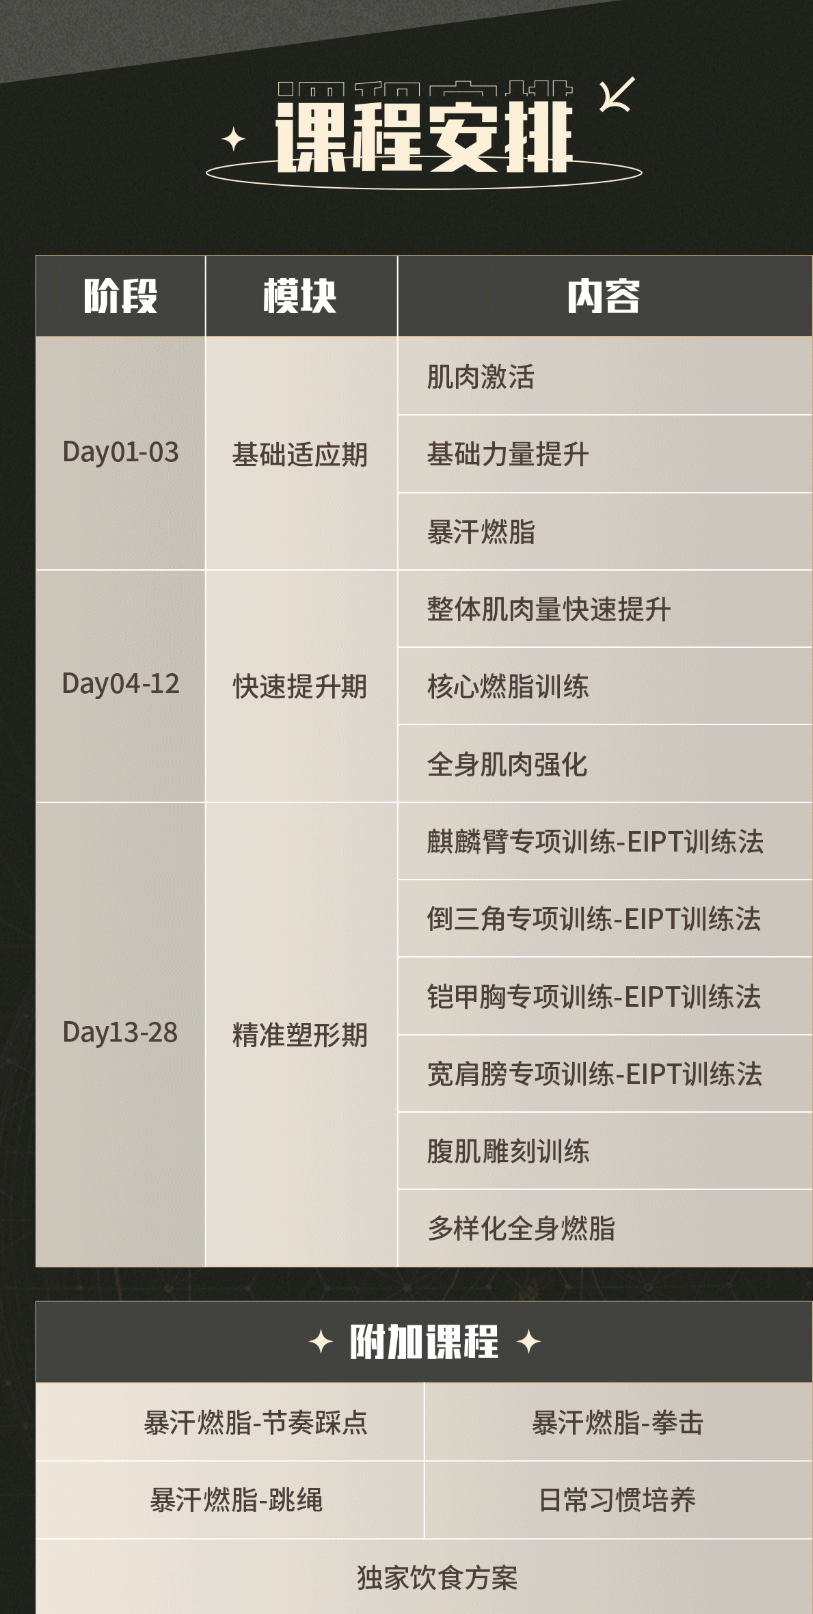 课程安排
阶段 模块 内容
Day01-03 基础适应期
肌肉激活
基础力量提升
暴汗燃脂
Day04-12 快速提升期
整体肌肉量快速提升
核心燃脂训练
全身肌肉强化
Day13-28 精准塑形期
麒麟臂专项训练-EIPT训练法
倒三角专项训练-EIPT训练法
铠甲胸专项训练-EIPT训练法
宽肩膀专项训练-EIPT训练法
腹肌雕刻训练
多样化全身燃脂
附加课程
暴汗燃脂-节奏踩点 暴汗燃脂-拳击
暴汗燃脂-跳绳 日常习惯培养
独家饮食方案